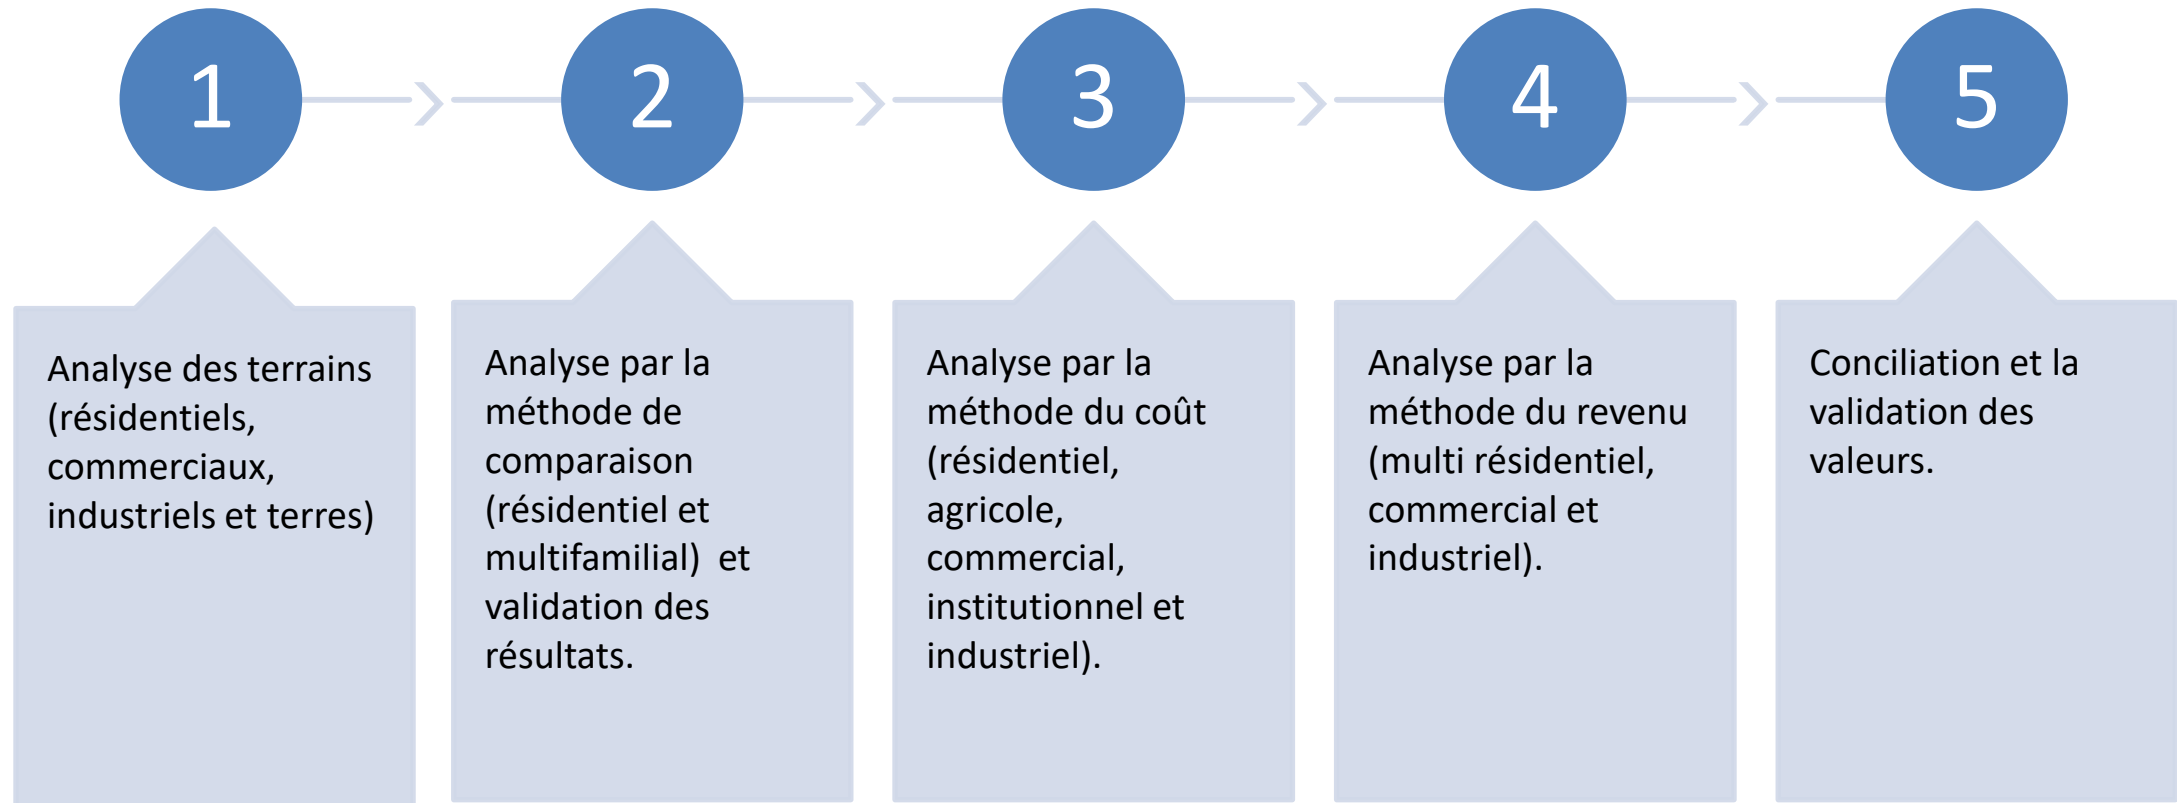 1
2
3
4
5
Analyse des terrains
(résidentiels,
commerciaux,
industriels et terres)
Analyse par la
méthode de
comparaison
(résidentiel et
multifamilial)  et
validation des
résultats.
Analyse par la
méthode du coût
(résidentiel,
agricole,
commercial,
institutionnel et
industriel).
Analyse par la
méthode du revenu
(multi résidentiel,
commercial et
industriel).
Conciliation et la
validation des
valeurs.